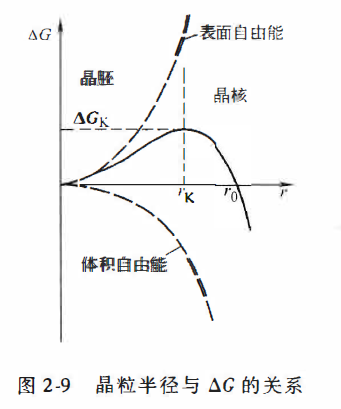 ΔG
表面自由能
晶胚
晶核
ΔG_K
r_K
r_0
r
体积自由能
图 2-9 晶粒半径与 ΔG 的关系